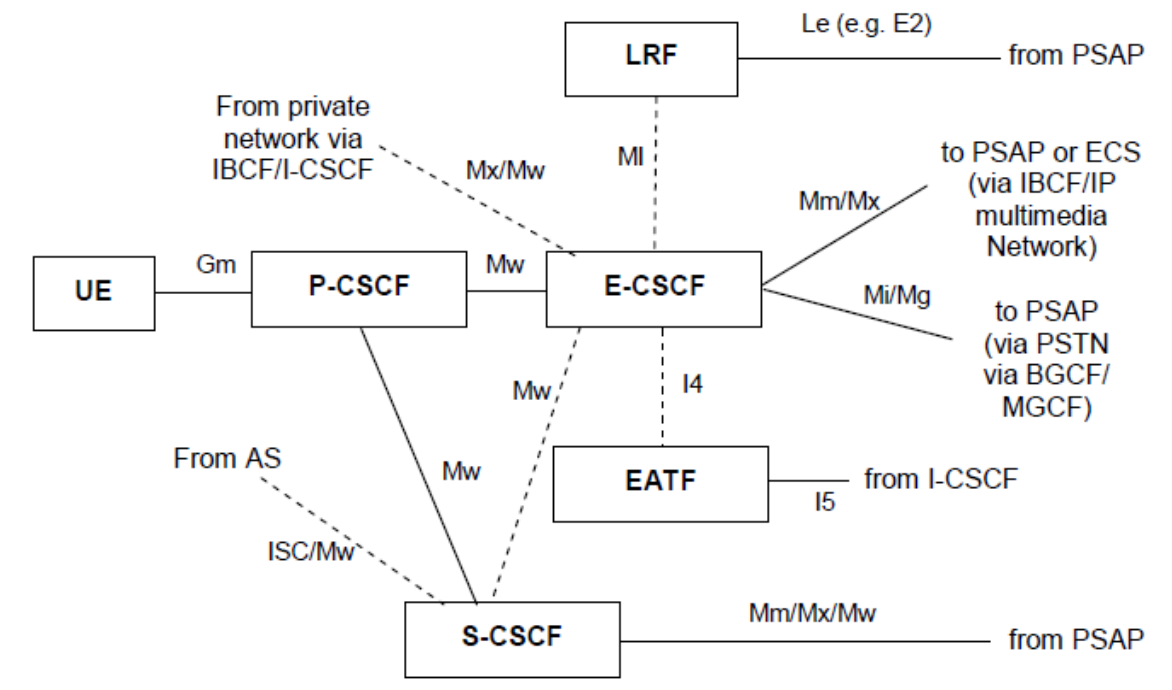 Le (e.g. E2)
LRF
from PSAP
From private
network via
IBCF/I-CSCF
Mx/Mw
Ml
to PSAP or ECS
(via IBCF/IP
multimedia
Network)
Mm/Mx
Gm
Mw
UE
P-CSCF
E-CSCF
Mi/Mg
to PSAP
(via PSTN
via BGCF/
MGCF)
Mw
I4
From AS
Mw
EATF
from I-CSCF
I5
ISC/Mw
Mm/Mx/Mw
S-CSCF
from PSAP